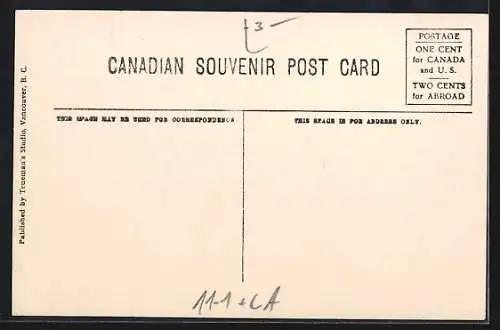 3-
CANADIAN SOUVENIR POST CARD
POSTAGE
ONE CENT
for CANADA
and U.S.
TWO CENTS
for ABROAD
THIS SPACE MAY BE USED FOR CORRESPONDENCE
THIS SPACE IS FOR ADDRESS ONLY.
Published by Trueman's Studio, Vancouver, B. C.
11-1+CA